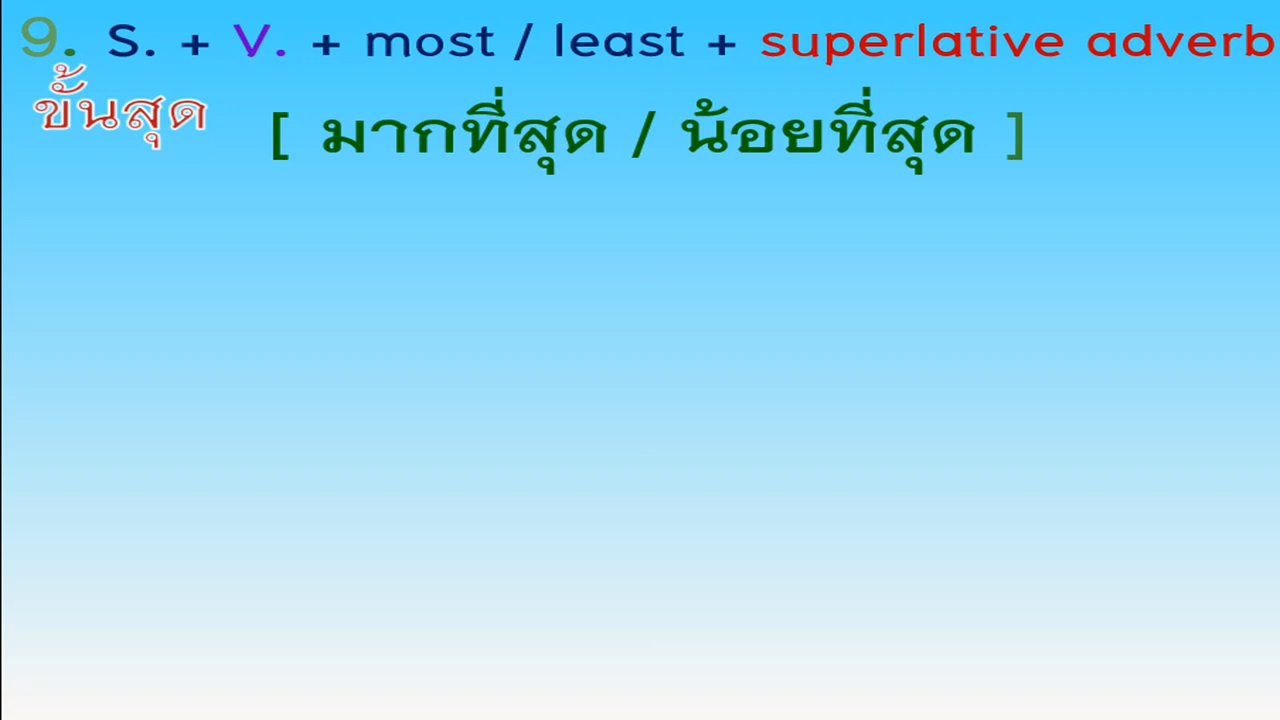 9. S. + V. + most / least + superlative adverb
ขั้นสุด
[ มากที่สุด / น้อยที่สุด ]